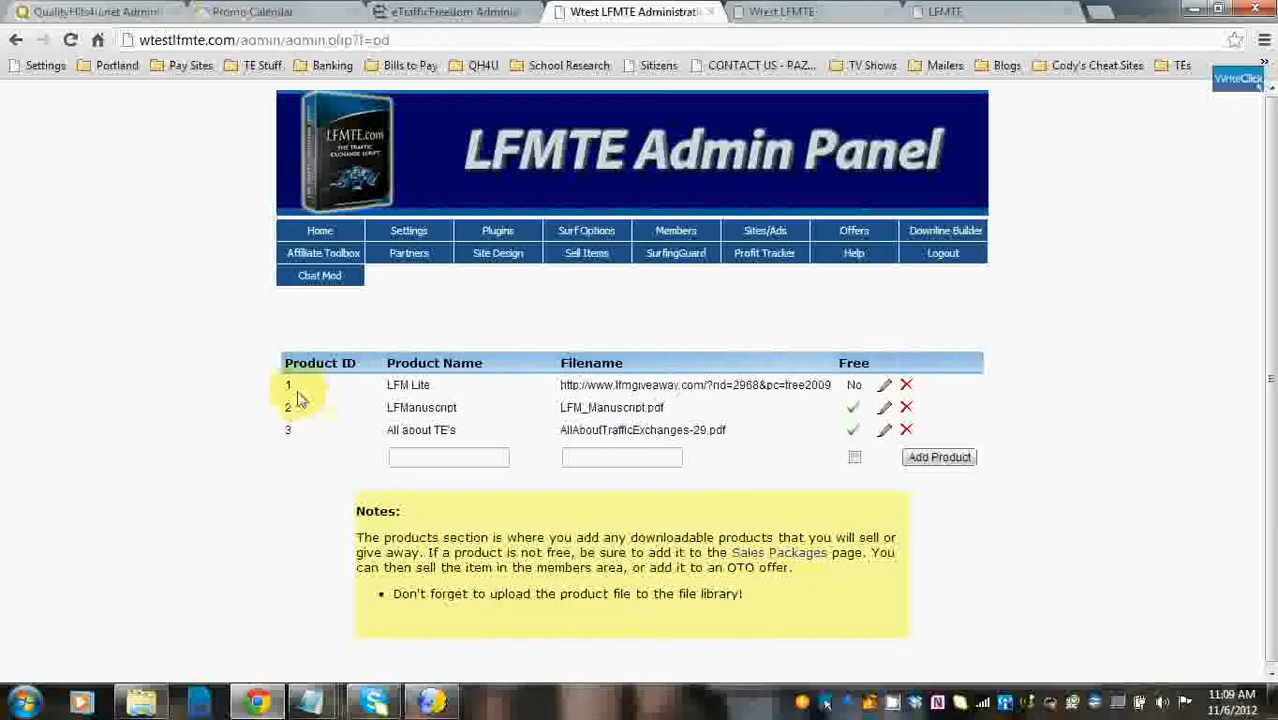 QualityHits4u.net Admin
Promo Calendar
eTrafficFreedom Adminis
Wtest LFMTE Administrati
Wtest LFMTE
LFMTE
wtestlfmte.com/admin/admin.php?f=pd
Settings
Portland
Pay Sites
TE Stuff
Banking
Bills to Pay
QH4U
School Research
Sitizens
CONTACT US - PAZ...
TV Shows
Mailers
Blogs
Cody's Cheat Sites
TEs
WriteClick
LFMTE.com
THE TRAFFIC
EXCHANGE SCRIPT
LFMTE Admin Panel
Home Settings Plugins Surf Options Members Sites/Ads Offers Downline Builder
Affiliate Toolbox Partners Site Design Sell Items SurfingGuard Profit Tracker Help Logout
Chat Mod
Product ID Product Name Filename Free
1 LFM Lite http://www.lfmgiveaway.com/?rid=2968&pc=free2009 No
2 LFManuscript LFM_Manuscript.pdf
3 All about TE's AllAboutTrafficExchanges-29.pdf
Add Product
Notes:
The products section is where you add any downloadable products that you will sell or
give away. If a product is not free, be sure to add it to the Sales Packages page. You
can then sell the item in the members area, or add it to an OTO offer.
• Don't forget to upload the product file to the file library!
11:09 AM
11/6/2012